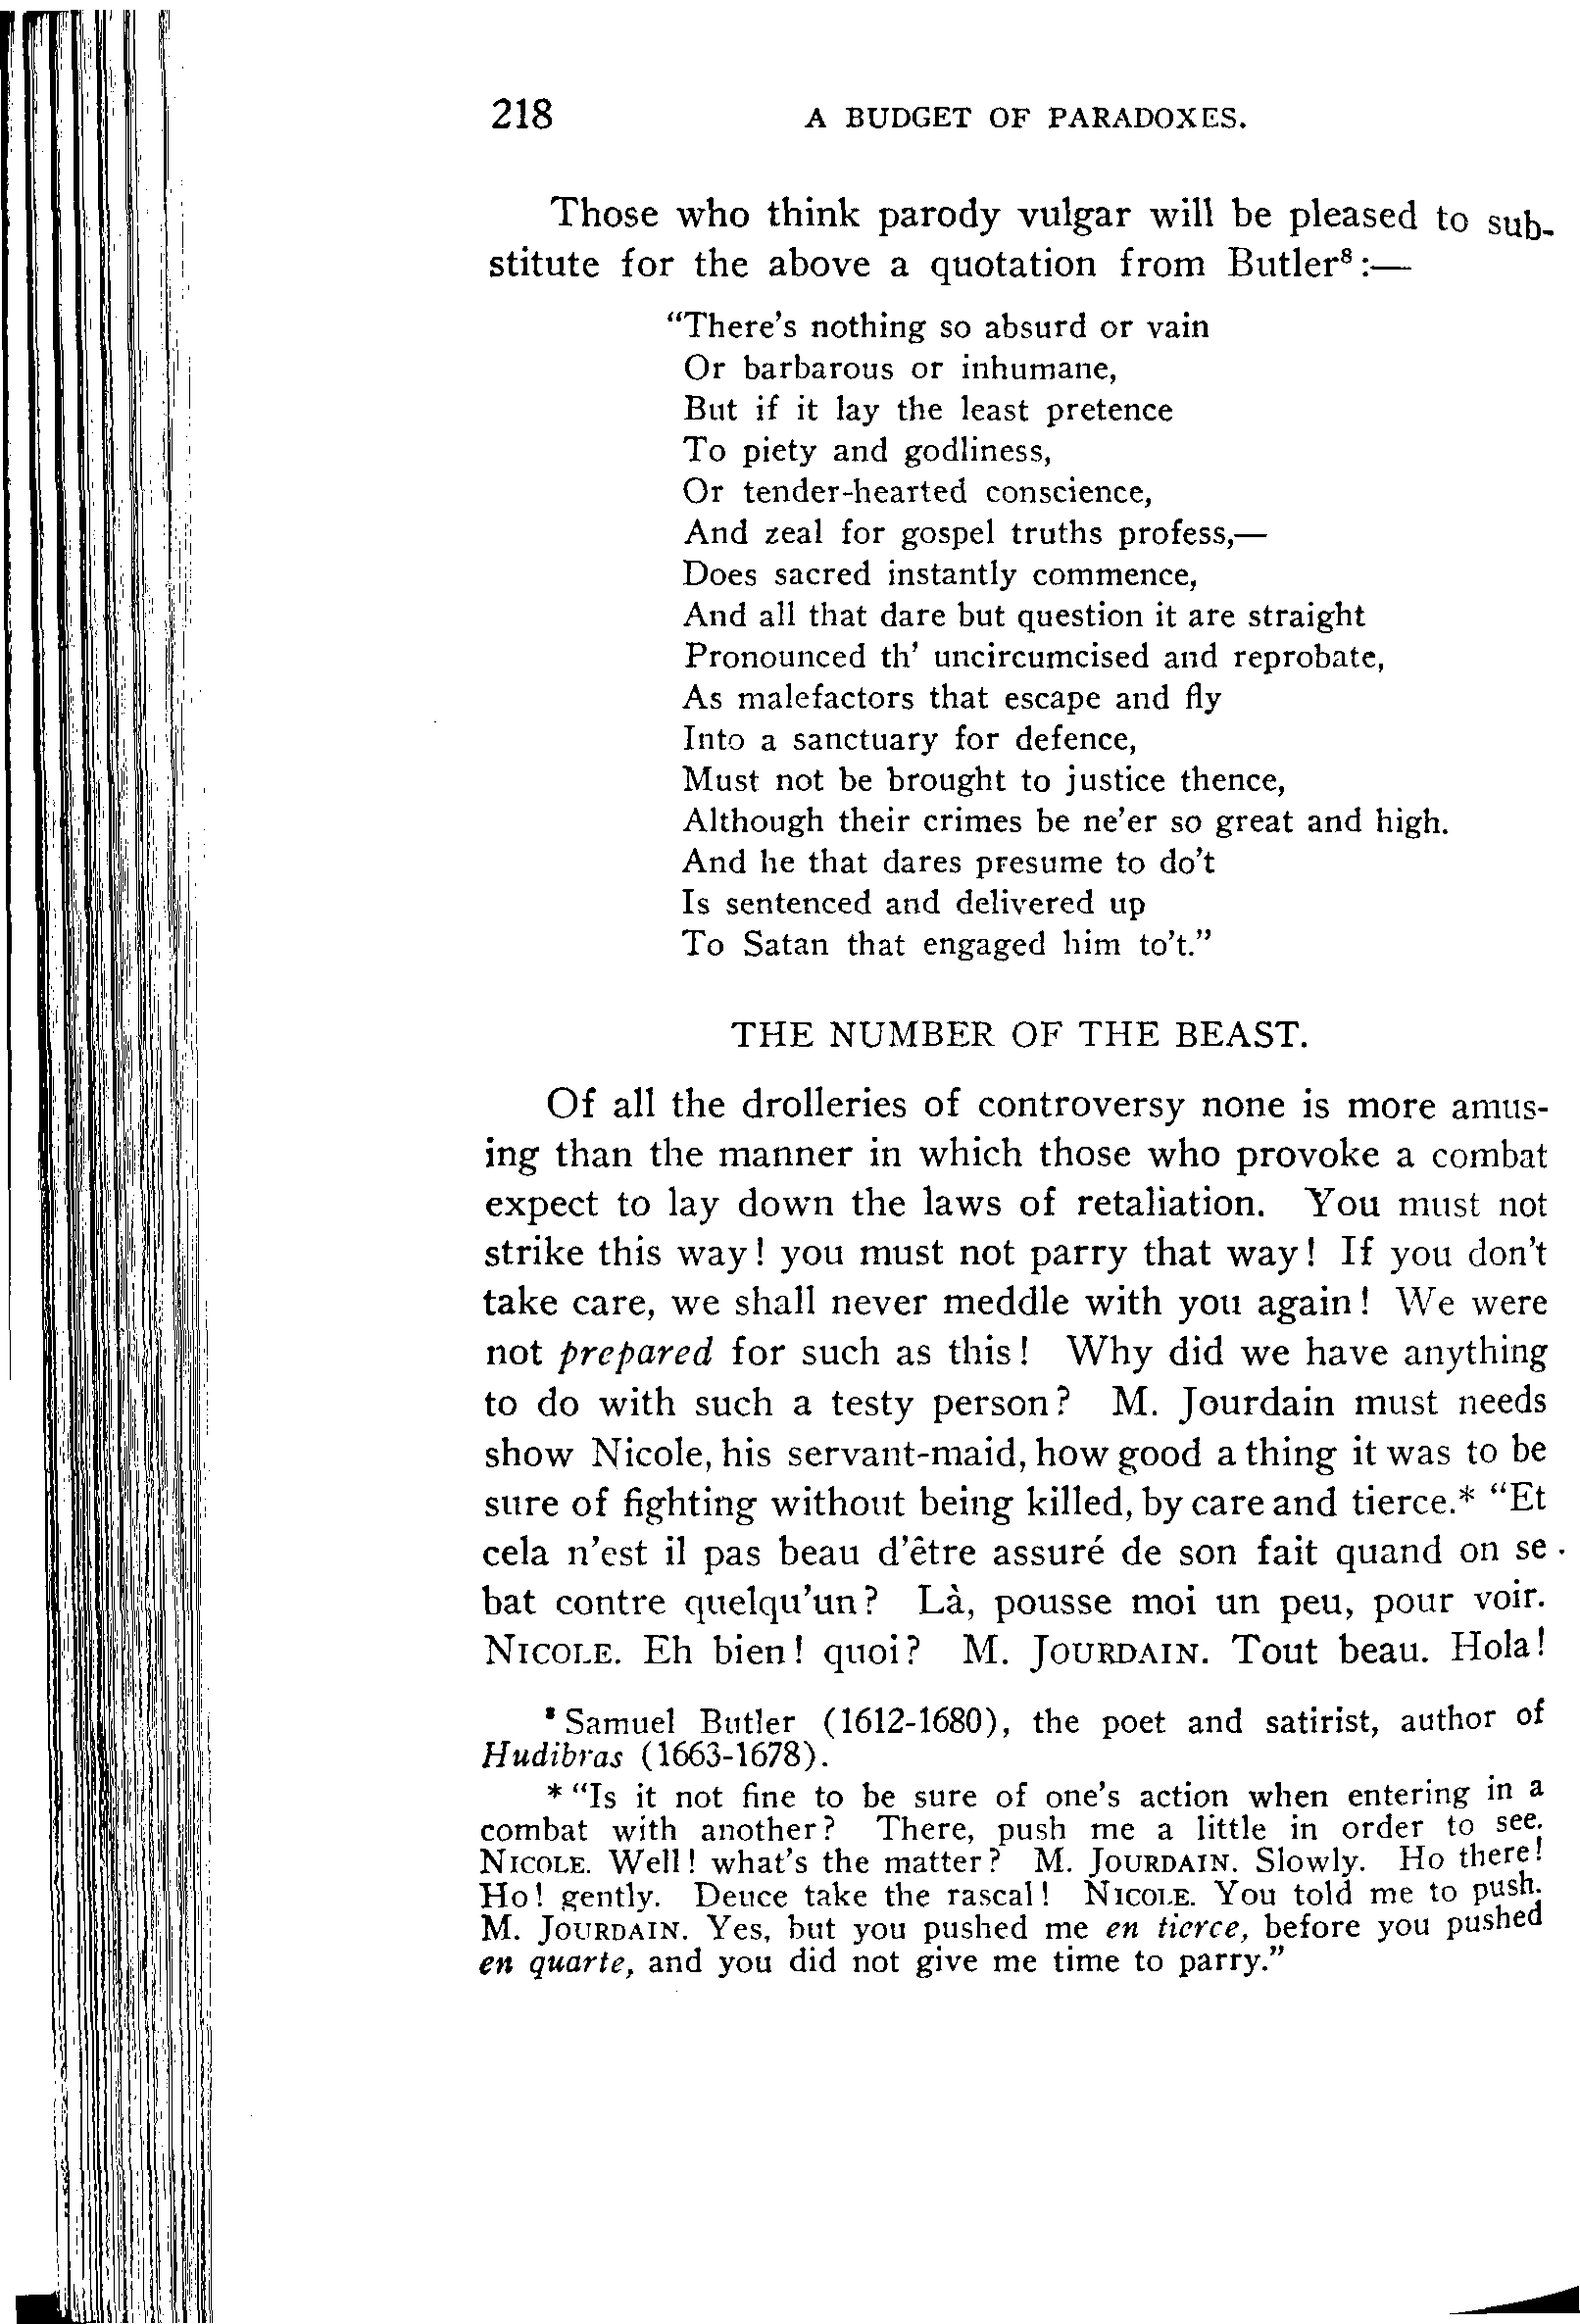 218 A BUDGET OF PARADOXES.
Those who think parody vulgar will be pleased to sub-
stitute for the above a quotation from Butler⁸:—
“There's nothing so absurd or vain
Or barbarous or inhumane,
But if it lay the least pretence
To piety and godliness,
Or tender-hearted conscience,
And zeal for gospel truths profess,—
Does sacred instantly commence,
And all that dare but question it are straight
Pronounced th' uncircumcised and reprobate,
As malefactors that escape and fly
Into a sanctuary for defence,
Must not be brought to justice thence,
Although their crimes be ne'er so great and high.
And he that dares presume to do't
Is sentenced and delivered up
To Satan that engaged him to't.”
THE NUMBER OF THE BEAST.
Of all the drolleries of controversy none is more amus-
ing than the manner in which those who provoke a combat
expect to lay down the laws of retaliation. You must not
strike this way! you must not parry that way! If you don't
take care, we shall never meddle with you again! We were
not prepared for such as this! Why did we have anything
to do with such a testy person? M. Jourdain must needs
show Nicole, his servant-maid, how good a thing it was to be
sure of fighting without being killed, by care and tierce.* “Et
cela n'est il pas beau d'être assuré de son fait quand on se
bat contre quelqu'un? Là, pousse moi un peu, pour voir.
NICOLE. Eh bien! quoi? M. JOURDAIN. Tout beau. Hola!
⁸ Samuel Butler (1612-1680), the poet and satirist, author of
Hudibras (1663-1678).
* “Is it not fine to be sure of one's action when entering in a
combat with another? There, push me a little in order to see.
NICOLE. Well! what's the matter? M. JOURDAIN. Slowly. Ho there!
Ho! gently. Deuce take the rascal! NICOLE. You told me to push.
M. JOURDAIN. Yes, but you pushed me en tierce, before you pushed
en quarte, and you did not give me time to parry.”